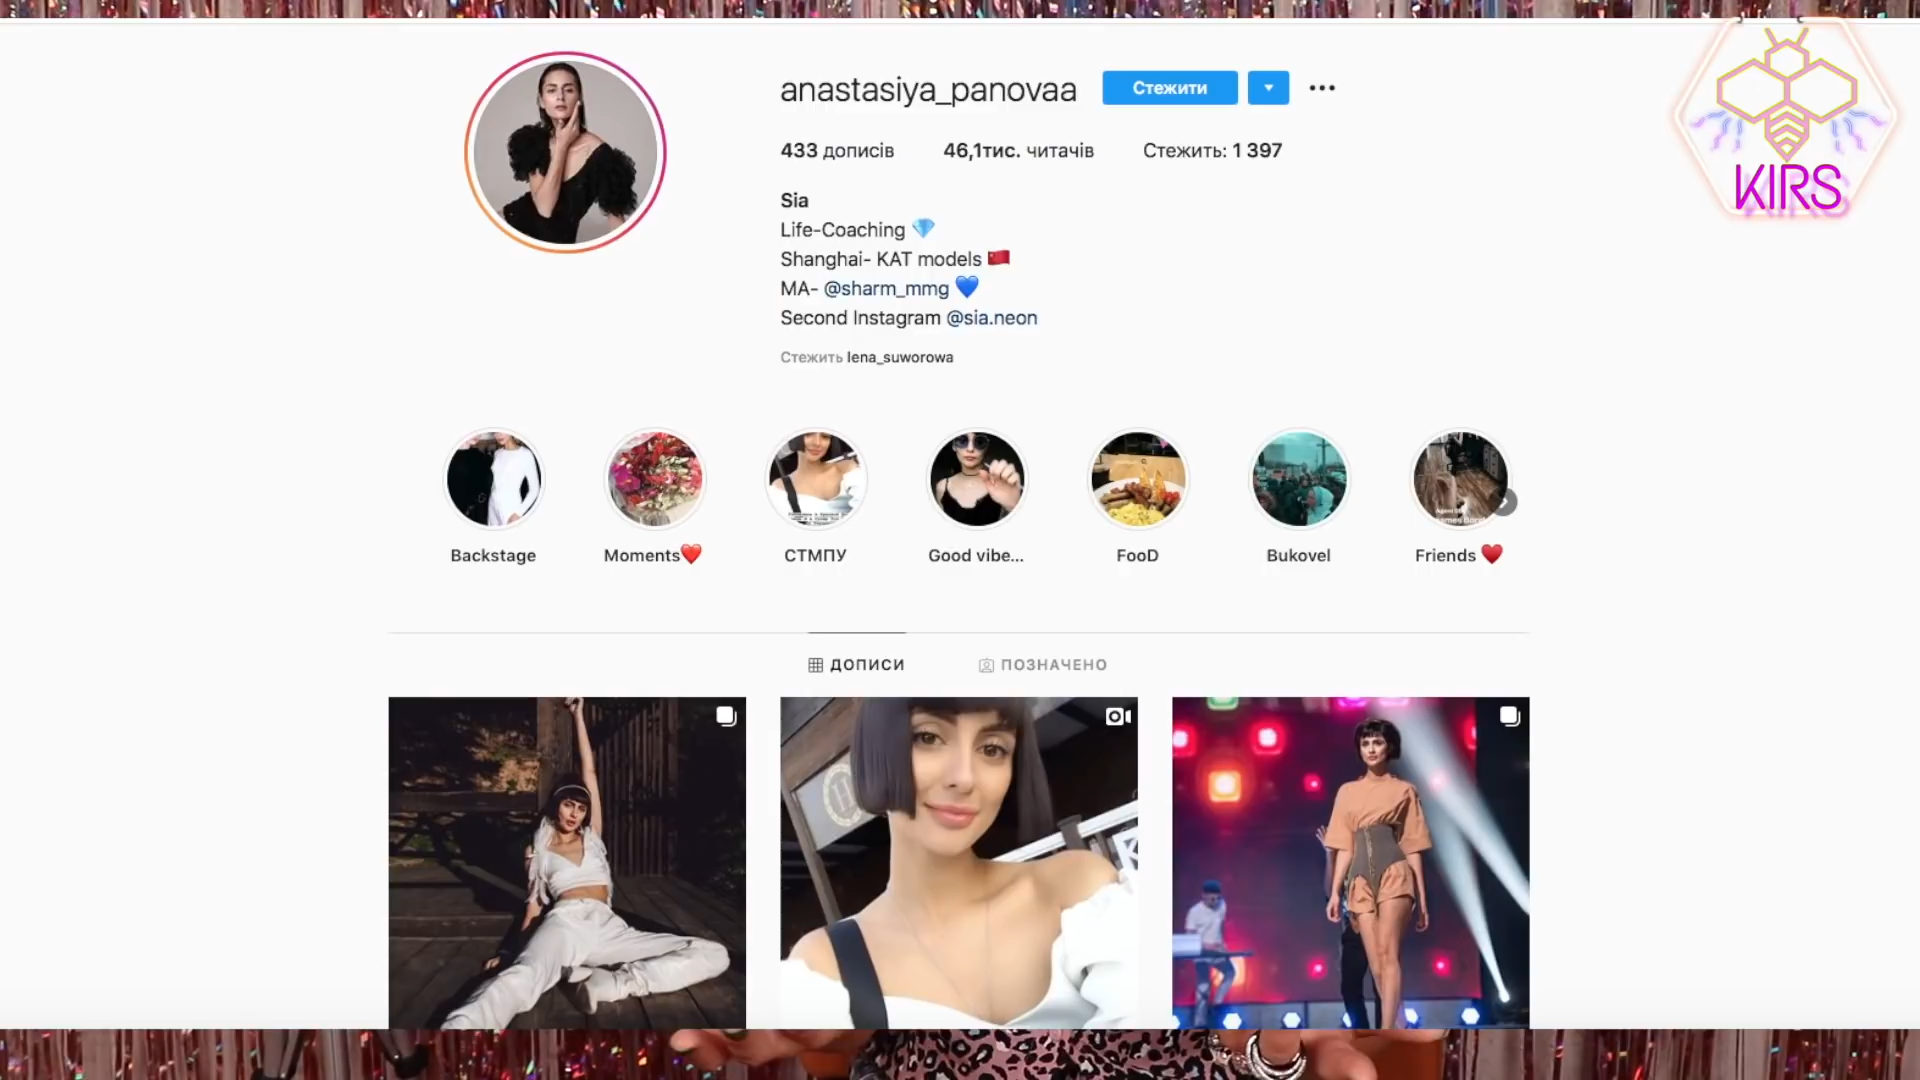 anastasiya_panovaa Стежити
433 дописів 46,1тис. читачів Стежить: 1 397
Sia
Life-Coaching
Shanghai- KAT models
MA- @sharm_mmg
Second Instagram @sia.neon
Стежить lena_suworowa
Backstage Moments СТМПУ Good vibe... FooD Bukovel Friends
ДОПИСИ ПОЗНАЧЕНО
KIRS